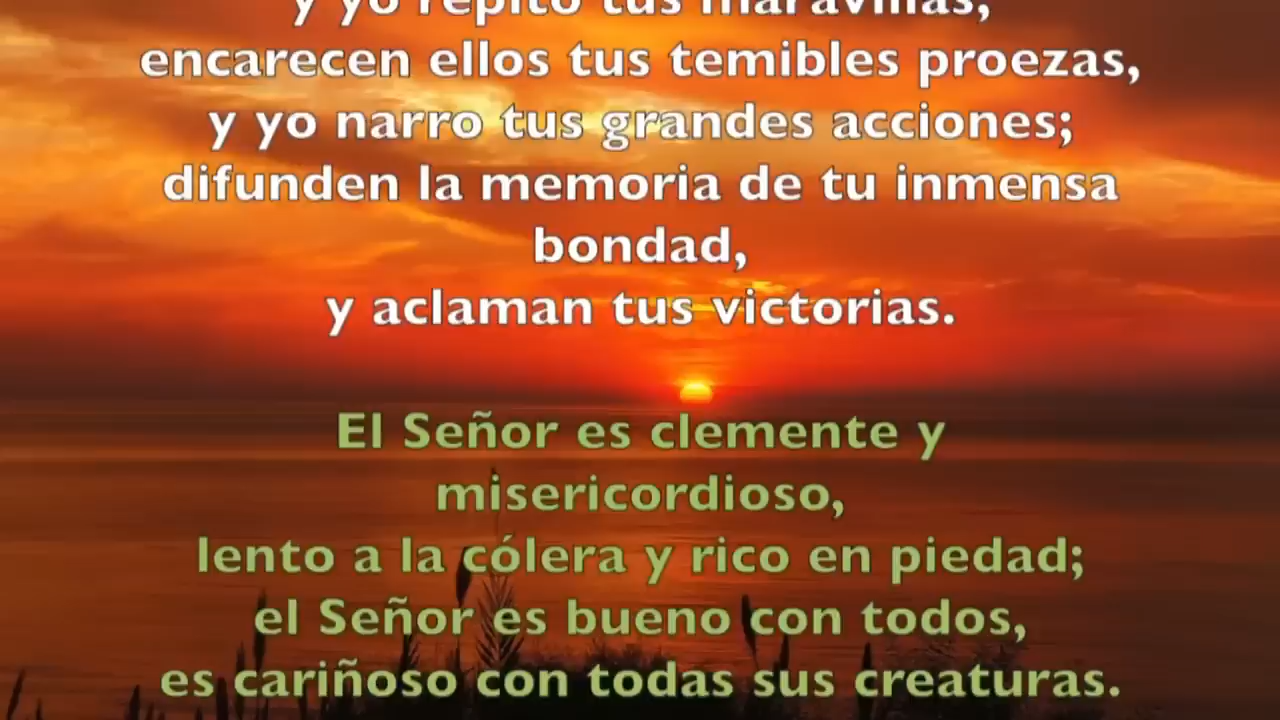 y yo repito tus maravillas,
encarecen ellos tus temibles proezas,
y yo narro tus grandes acciones;
difunden la memoria de tu inmensa
bondad,
y aclaman tus victorias.
El Señor es clemente y
misericordioso,
lento a la cólera y rico en piedad;
el Señor es bueno con todos,
es cariñoso con todas sus creaturas.